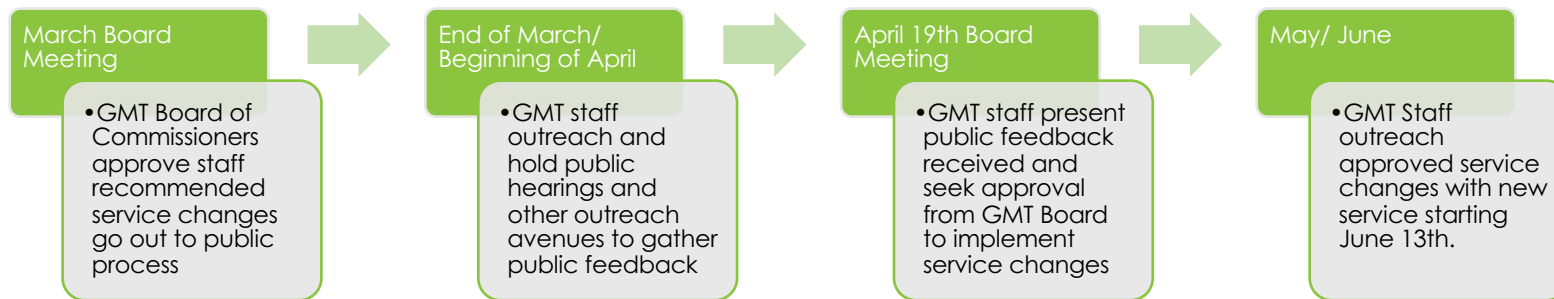 March Board
Meeting
•GMT Board of
Commissioners
approve staff
recommended
service changes
go out to public
process
End of March/
Beginning of April
•GMT staff
outreach and
hold public
hearings and
other outreach
avenues to gather
public feedback
April 19th Board
Meeting
•GMT staff present
public feedback
received and
seek approval
from GMT Board
to implement
service changes
May/ June
•GMT Staff
outreach
approved service
changes with new
service starting
June 13th.